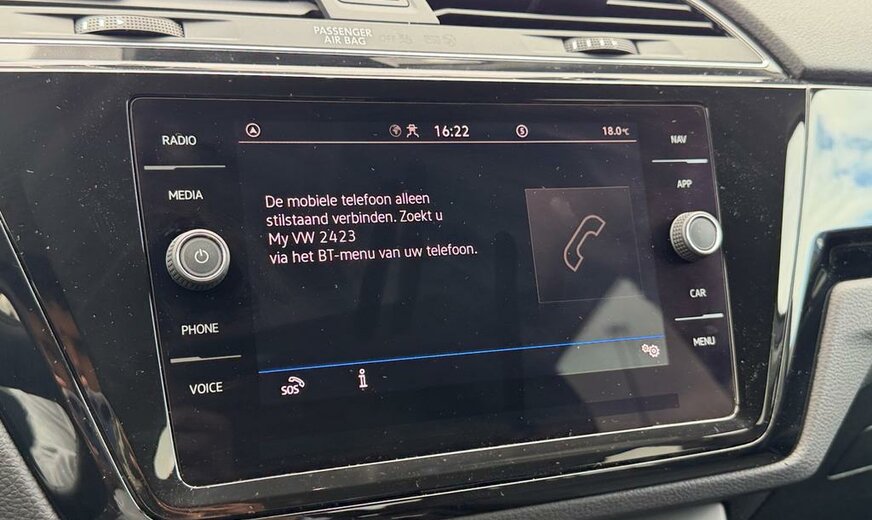 PASSENGER
AIR BAG
RADIO
MEDIA
PHONE
VOICE
16:22
18.0°C
De mobiele telefoon alleen
stilstaand verbinden. Zoekt u
My VW 2423
via het BT-menu van uw telefoon.
SOS
NAV
APP
CAR
MENU